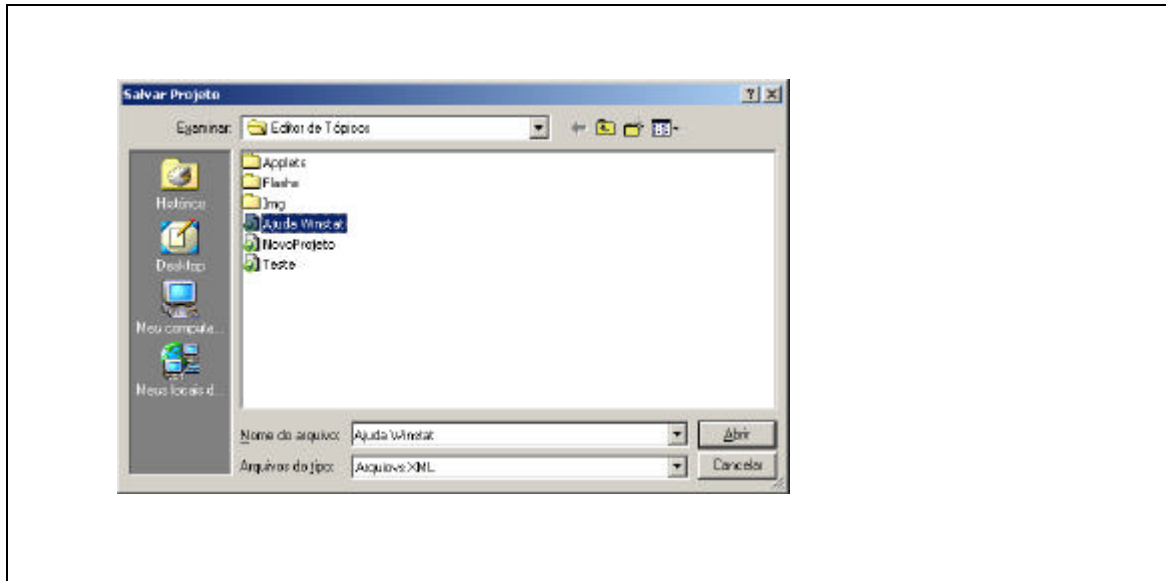 Salvar Projeto
Examinar: Editor de Tópicos
Applets
Flashs
Img
Ajuda Winstat
NovoProjeto
Teste
Histórico
Desktop
Meu computa...
Meus locais d...
Nome do arquivo: Ajuda Winstat Abrir
Arquivos do tipo: Arquivos XML Cancelar